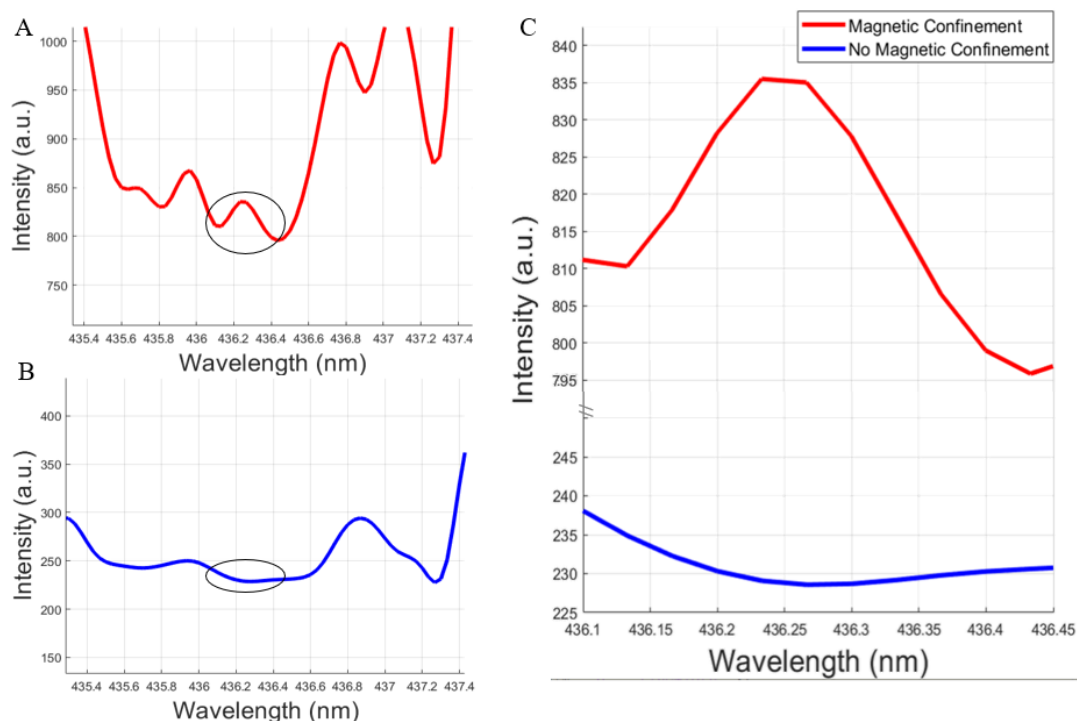 A
1000
950
900
850
800
750
Intensity (a.u.)
435.4 435.6 435.8 436 436.2 436.4 436.6 436.8 437 437.2 437.4
Wavelength (nm)
B
400
350
300
250
200
150
Intensity (a.u.)
435.4 435.6 435.8 436 436.2 436.4 436.6 436.8 437 437.2 437.4
Wavelength (nm)
C
Magnetic Confinement
No Magnetic Confinement
840
835
830
825
820
815
810
805
800
795
245
240
235
230
225
Intensity (a.u.)
436.1 436.15 436.2 436.25 436.3 436.35 436.4 436.45
Wavelength (nm)